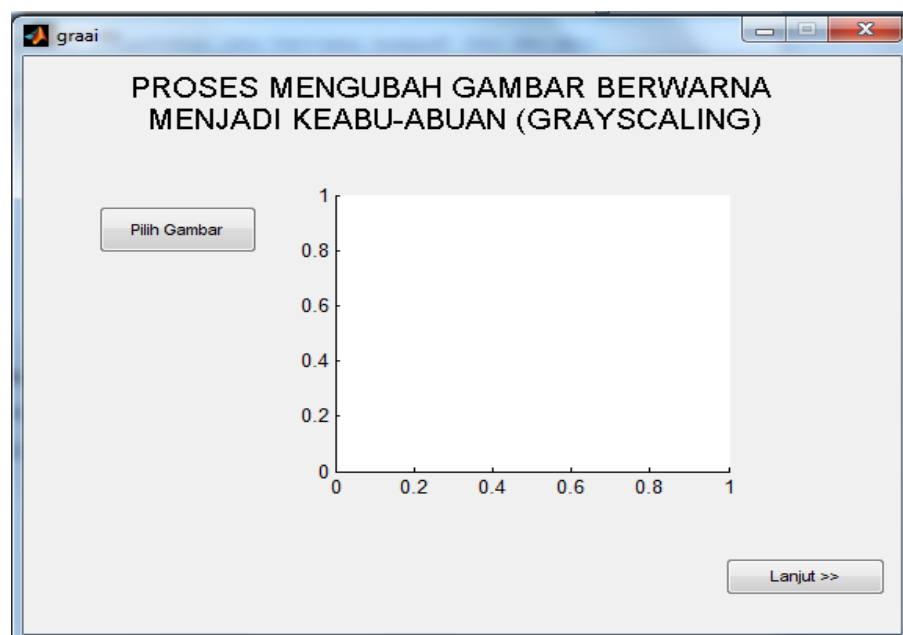 graai
PROSES MENGUBAH GAMBAR BERWARNA
MENJADI KEABU-ABUAN (GRAYSCALING)
Pilih Gambar
1
0.8
0.6
0.4
0.2
0
0 0.2 0.4 0.6 0.8 1
Lanjut >>